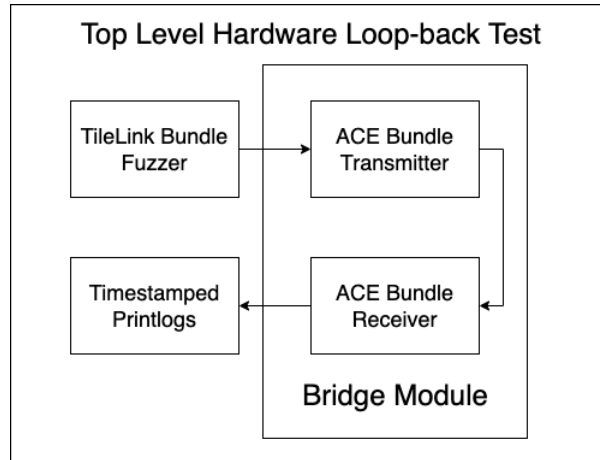 Top Level Hardware Loop-back Test
TileLink Bundle
Fuzzer
ACE Bundle
Transmitter
Timestamped
Printlogs
ACE Bundle
Receiver
Bridge Module